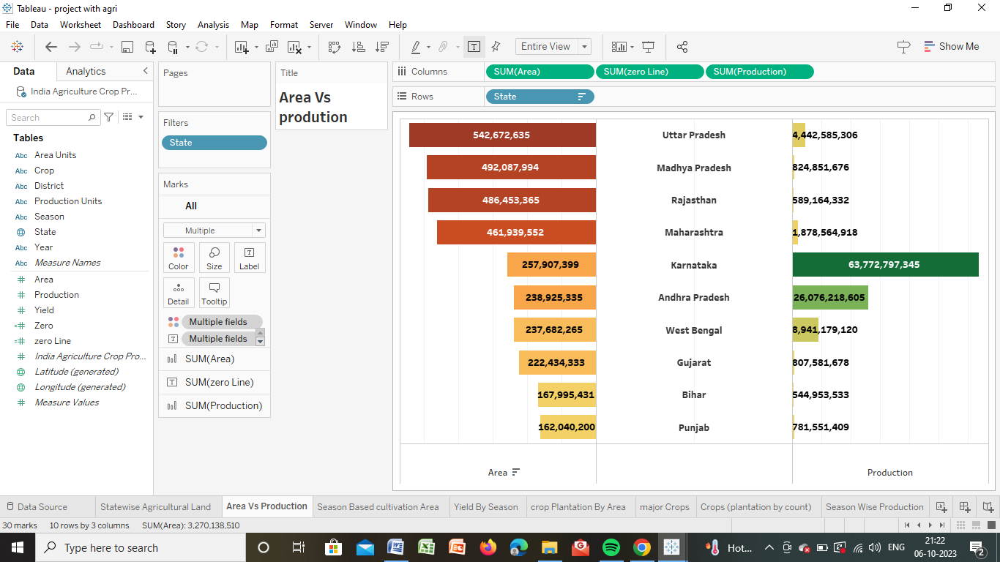 Tableau - project with agri
File Data Worksheet Dashboard Story Analysis Map Format Server Window Help
Entire View
Show Me
Data Analytics
India Agriculture Crop Pr...
Search
Tables
Abc Area Units
Abc Crop
Abc District
Abc Production Units
Abc Season
State
Abc Year
Abc Measure Names
Area
Production
Yield
Zero
zero Line
India Agriculture Crop Pro...
Latitude (generated)
Longitude (generated)
Measure Values
Pages
Filters
State
Marks
All
Multiple
Color Size Label
Detail Tooltip
Multiple fields
Multiple fields
SUM(Area)
SUM(zero Line)
SUM(Production)
Title
Area Vs
prodution
Columns SUM(Area) SUM(zero Line) SUM(Production)
Rows State
542,672,635 Uttar Pradesh 4,442,585,306
492,087,994 Madhya Pradesh 824,851,676
486,453,365 Rajasthan 589,164,332
461,939,552 Maharashtra 1,878,564,918
257,907,399 Karnataka 63,772,797,345
238,925,335 Andhra Pradesh 26,076,218,605
237,682,265 West Bengal 8,941,179,120
222,434,333 Gujarat 807,581,678
167,995,431 Bihar 544,953,533
162,040,200 Punjab 781,551,409
Area Production
Data Source Statewise Agricultural Land Area Vs Production Season Based cultivation Area Yield By Season crop Plantation By Area major Crops Crops (plantation by count) Season Wise Production
30 marks 10 rows by 3 columns SUM(Area): 3,270,138,510
Type here to search
Hot...
ENG
21:22
06-10-2023
2